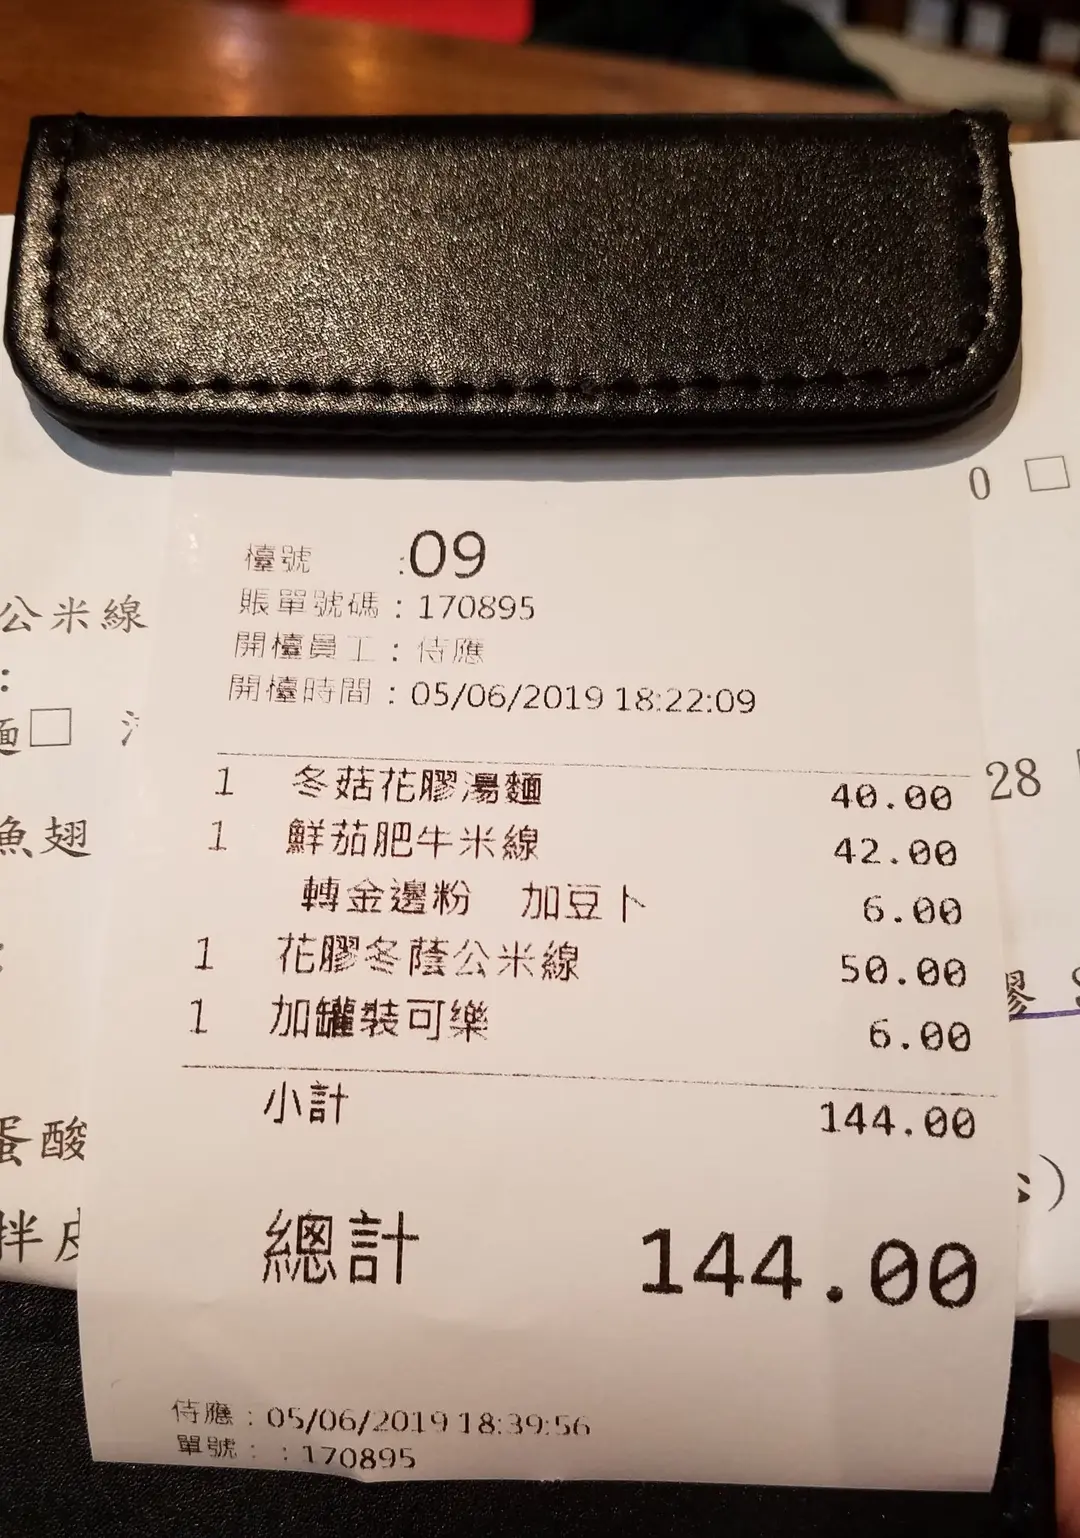 檯號 :09
賬單號碼：170895
開檯員工：侍應
開檯時間：05/06/2019 18:22:09
1 冬菇花膠湯麵 40.00
1 鮮茄肥牛米線 42.00
轉金邊粉 加豆卜 6.00
1 花膠冬蔭公米線 50.00
1 加罐裝可樂 6.00
小計 144.00
總計 144.00
侍應：05/06/2019 18:39:56
單號：：170895
公米線
:
麵□
魚翅
蛋酸
拌皮
0 □
28
膠
)